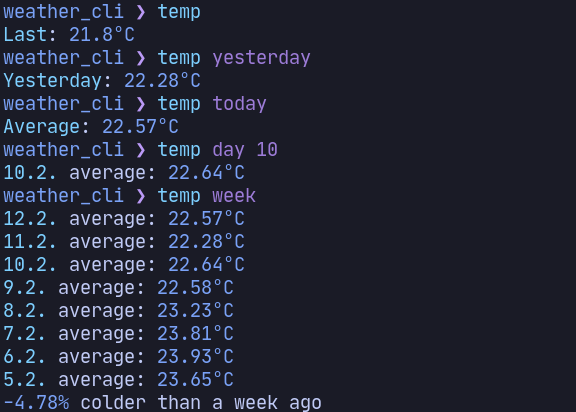 weather_cli ❯ temp
Last: 21.8°C
weather_cli ❯ temp yesterday
Yesterday: 22.28°C
weather_cli ❯ temp today
Average: 22.57°C
weather_cli ❯ temp day 10
10.2. average: 22.64°C
weather_cli ❯ temp week
12.2. average: 22.57°C
11.2. average: 22.28°C
10.2. average: 22.64°C
9.2. average: 22.58°C
8.2. average: 23.23°C
7.2. average: 23.81°C
6.2. average: 23.93°C
5.2. average: 23.65°C
-4.78% colder than a week ago